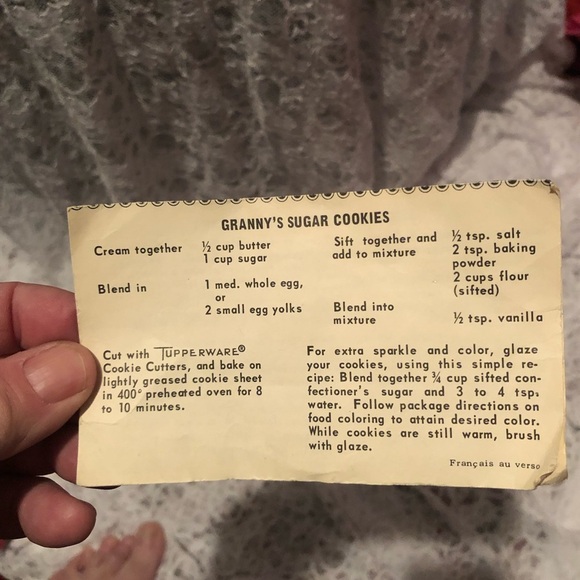 GRANNY'S SUGAR COOKIES
Cream together
½ cup butter
1 cup sugar
Blend in
1 med. whole egg,
or
2 small egg yolks
Sift together and
add to mixture
½ tsp. salt
2 tsp. baking
powder
2 cups flour
(sifted)
Blend into
mixture
½ tsp. vanilla
Cut with TUPPERWARE®
Cookie Cutters, and bake on
lightly greased cookie sheet
in 400° preheated oven for 8
to 10 minutes.
For extra sparkle and color, glaze
your cookies, using this simple re-
cipe: Blend together ¾ cup sifted con-
fectioner's sugar and 3 to 4 tsps.
water. Follow package directions on
food coloring to attain desired color.
While cookies are still warm, brush
with glaze.
Français au verso